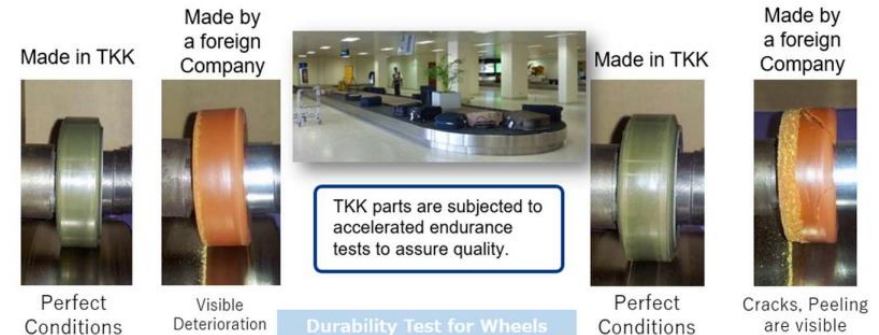 Made in TKK
Made by
a foreign
Company
Made in TKK
Made by
a foreign
Company
TKK parts are subjected to
accelerated endurance
tests to assure quality.
Perfect
Conditions
Visible
Deterioration
Durability Test for Wheels
Perfect
Conditions
Cracks, Peeling
are visible